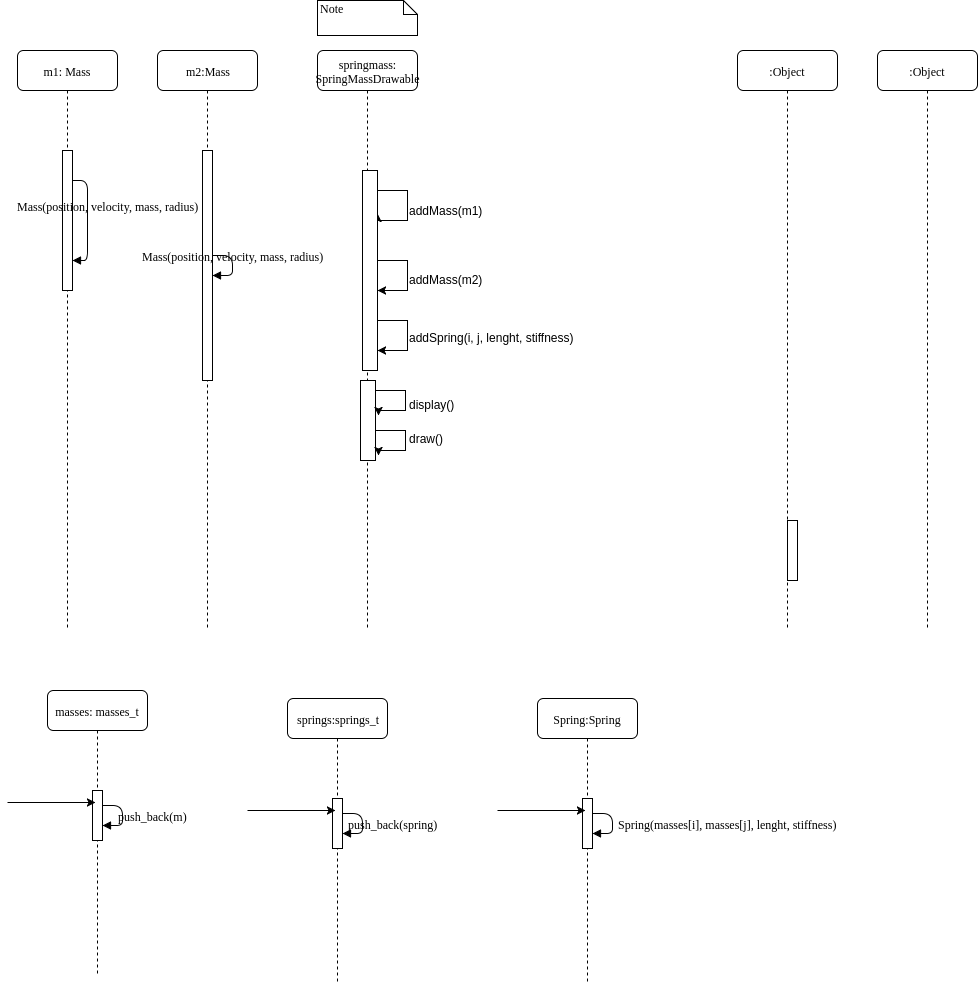 Note
m1: Mass
m2:Mass
springmass:
SpringMassDrawable
:Object
:Object
Mass(position, velocity, mass, radius)
addMass(m1)
Mass(position, velocity, mass, radius)
addMass(m2)
addSpring(i, j, lenght, stiffness)
display()
draw()
masses: masses_t
springs:springs_t
Spring:Spring
push_back(m)
push_back(spring)
Spring(masses[i], masses[j], lenght, stiffness)